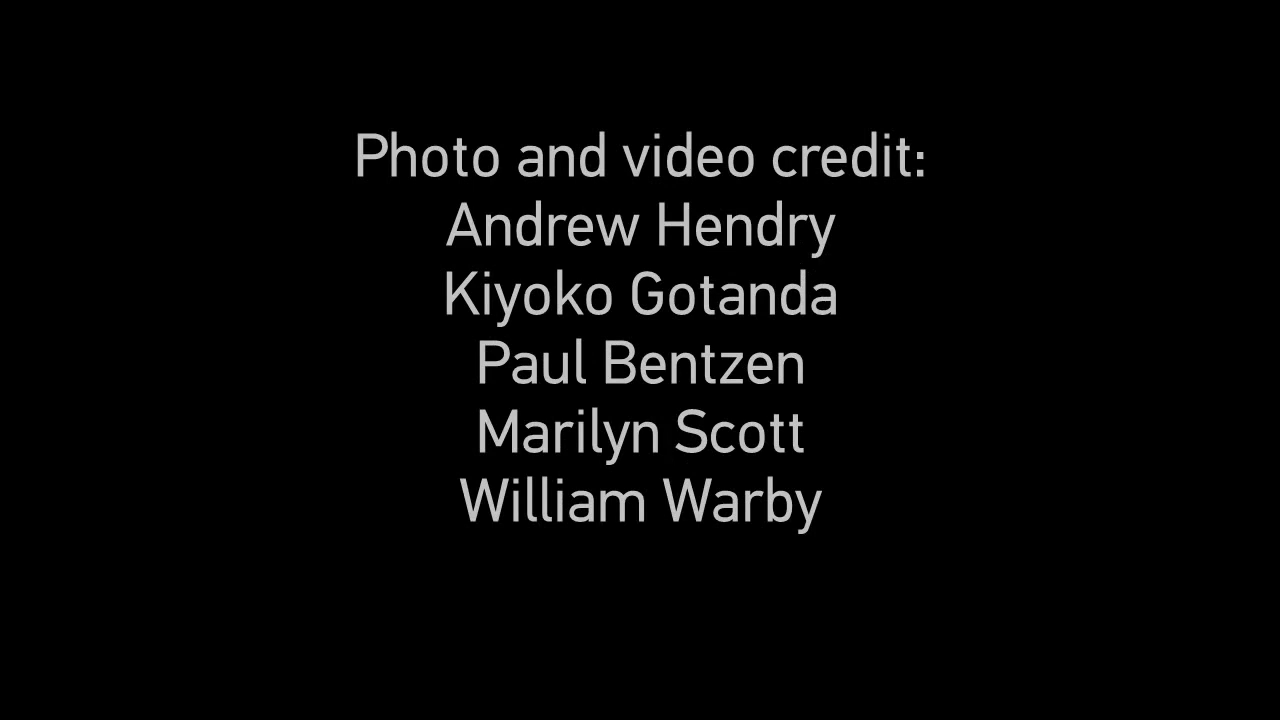 Photo and video credit:
Andrew Hendry
Kiyoko Gotanda
Paul Bentzen
Marilyn Scott
William Warby